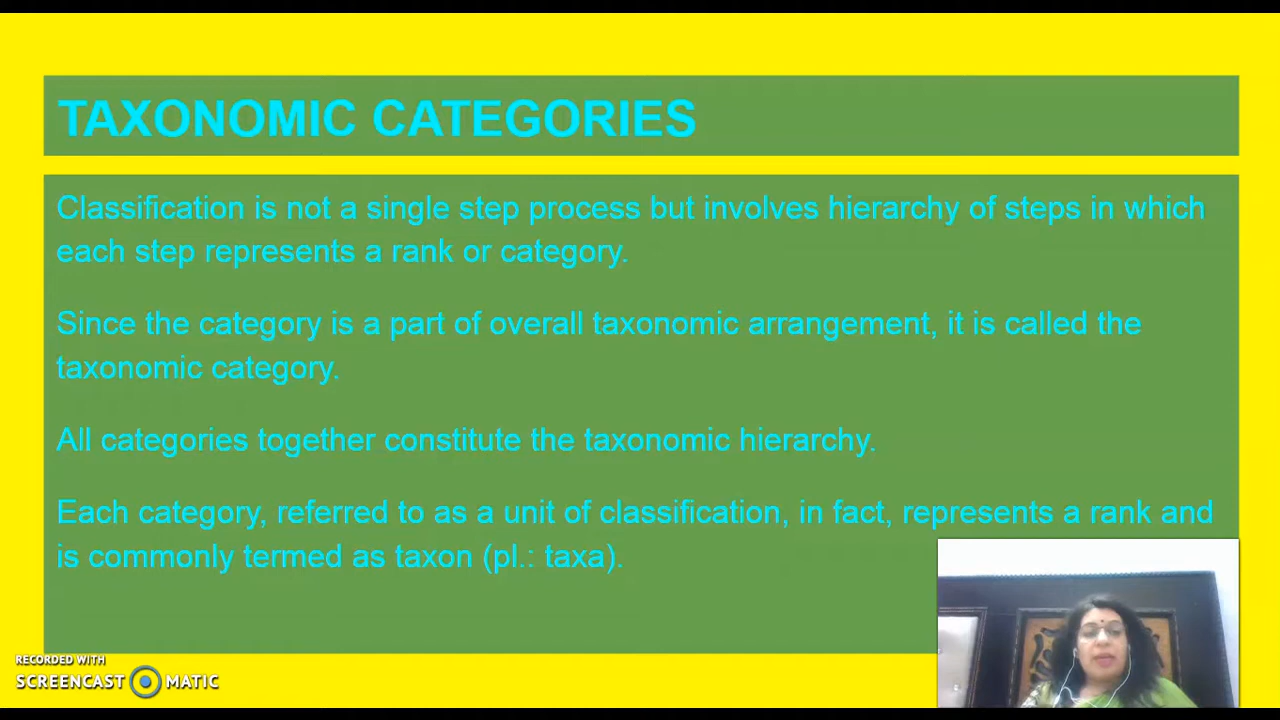 TAXONOMIC CATEGORIES
Classification is not a single step process but involves hierarchy of steps in which
each step represents a rank or category.
Since the category is a part of overall taxonomic arrangement, it is called the
taxonomic category.
All categories together constitute the taxonomic hierarchy.
Each category, referred to as a unit of classification, in fact, represents a rank and
is commonly termed as taxon (pl.: taxa).
RECORDED WITH
SCREENCAST MATIC